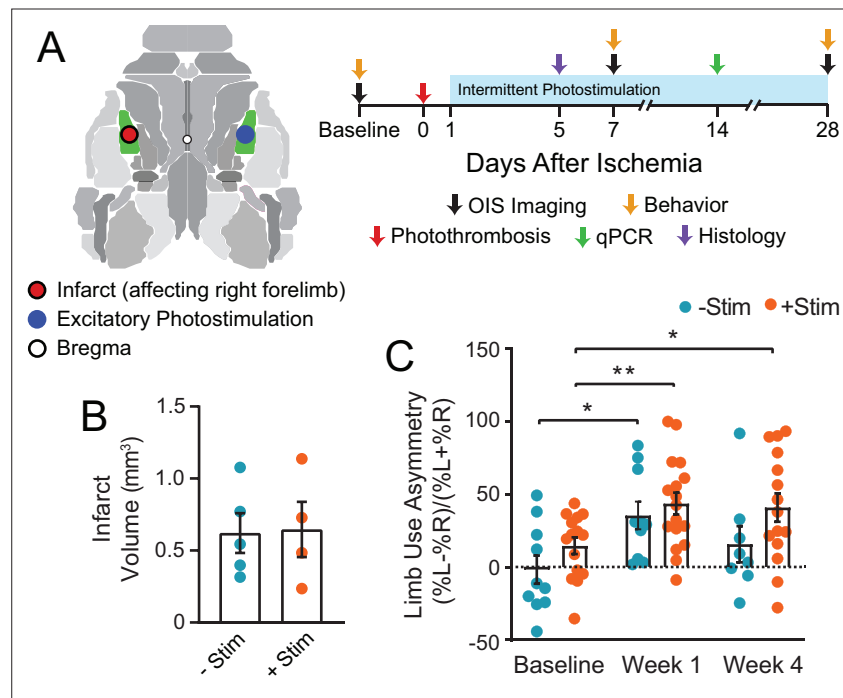 A
Infarct (affecting right forelimb)
Excitatory Photostimulation
Bregma
Intermittent Photostimulation
Baseline 0 1 5 7 14 28
Days After Ischemia
OIS Imaging Behavior
Photothrombosis qPCR Histology
B
Infarct
Volume (mm³)
1.5
1.0
0.5
0
- Stim + Stim
C
-Stim +Stim
Limb Use Asymmetry
(%L-%R)/(%L+%R)
150
100
50
0
-50
*
**
*
Baseline Week 1 Week 4